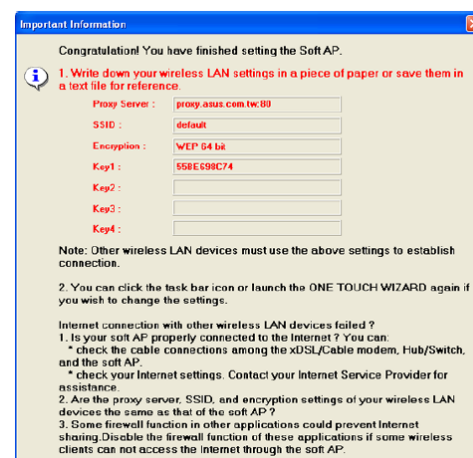 Important Information
Congratulation! You have finished setting the Soft AP.
1. Write down your wireless LAN settings in a piece of paper or save them in
a text file for reference.
Proxy Server : proxy.asus.com.tw:80
SSID : default
Encryption : WEP 64 bit
Key1 : 558E698C74
Key2 :
Key3 :
Key4 :
Note: Other wireless LAN devices must use the above settings to establish
connection.
2. You can click the task bar icon or launch the ONE TOUCH WIZARD again if
you wish to change the settings.
Internet connection with other wireless LAN devices failed ?
1. Is your soft AP properly connected to the Internet ? You can:
* check the cable connections among the xDSL/Cable modem, Hub/Switch,
and the soft AP.
* check your Internet settings. Contact your Internet Service Provider for
assistance.
2. Are the proxy server, SSID, and encryption settings of your wireless LAN
devices the same as that of the soft AP ?
3. Some firewall function in other applications could prevent Internet
sharing.Disable the firewall function of these applications if some wireless
clients can not access the Internet through the soft AP.